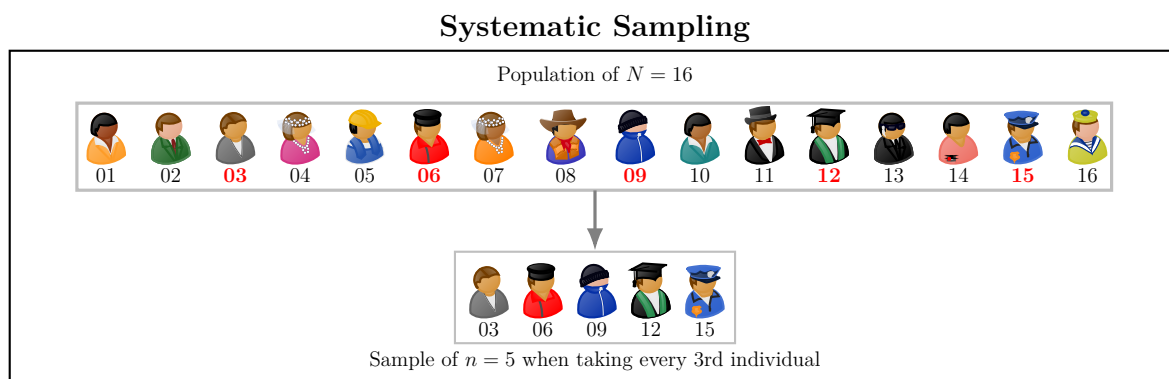 Systematic Sampling
Population of N = 16
01 02 03 04 05 06 07 08 09 10 11 12 13 14 15 16
03 06 09 12 15
Sample of n = 5 when taking every 3rd individual